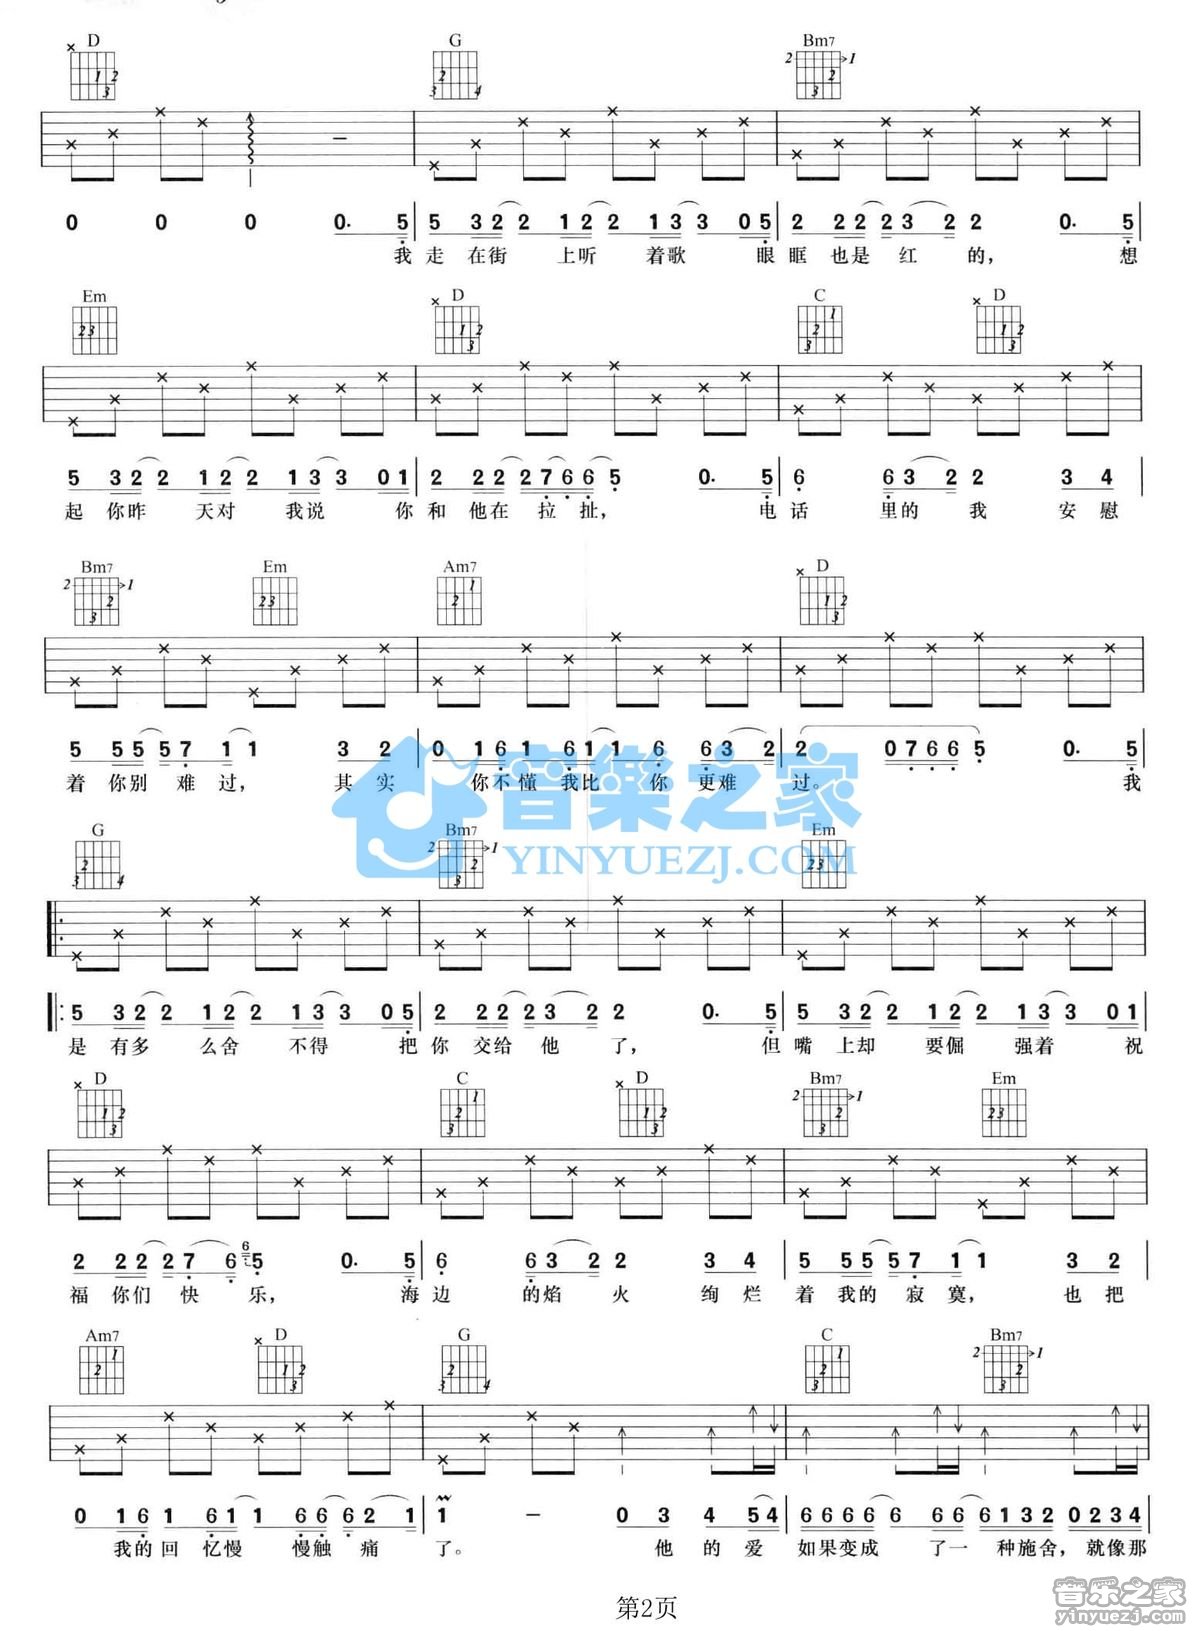 D G Bm7
0 0 0 0. 5 5 32 2 12 2 13 3 05 2 22 23 2 2 0. 5
我 走 在街 上听 着歌 眼 眶 也是 红 的， 想
Em D C D
5 32 2 12 2 13 3 01 2 22 27 66 5 0. 5 6 63 2 2 3 4
起 你昨 天对 我说 你 和 他在 拉 扯， 电 话 里的 我 安 慰
Bm7 Em Am7 D
5 55 57 1 1 3 2 0 161 61 1 6 63 2 2 0766 5 0. 5
着 你别 难 过， 其 实 你不懂 我比 你 更难 过。 我
音樂之家
YINYUEZJ.COM
G Bm7 Em
5 32 2 12 2 13 3 05 2 22 23 2 2 0. 5 5 32 2 12 2 13 3 01
是 有多 么舍 不得 把 你 交给 他 了， 但 嘴 上却 要倔 强着 祝
D C D Bm7 Em
2 22 27 6 5 0. 5 6 63 2 2 3 4 5 55 57 1 1 3 2
福 你们 快 乐， 海 边 的焰 火 绚 烂 着 我的 寂 寞， 也 把
Am7 D G C Bm7
0 161 61 1 66 6 2 1 1 – 0 3 4 54 6666 6 6 6132 0234
我的回 忆慢 慢触 痛 了。 他 的 爱 如果变成 了一 种施舍， 就像那
音乐之家
yinyuezj.com
第2页